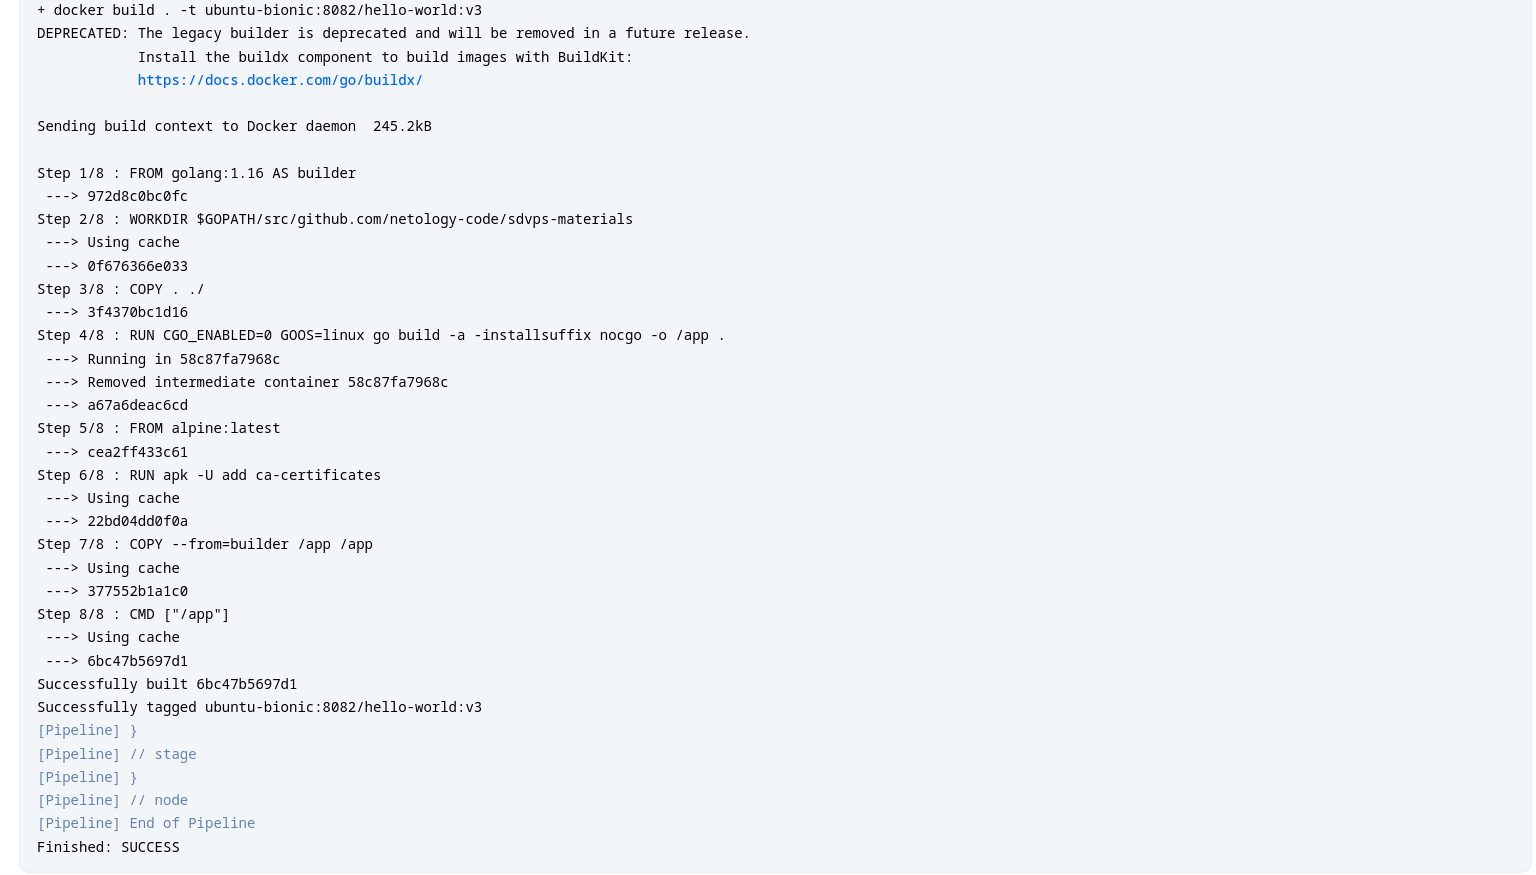 + docker build . -t ubuntu-bionic:8082/hello-world:v3
DEPRECATED: The legacy builder is deprecated and will be removed in a future release.
            Install the buildx component to build images with BuildKit:
            https://docs.docker.com/go/buildx/

Sending build context to Docker daemon  245.2kB

Step 1/8 : FROM golang:1.16 AS builder
 ---> 972d8c0bc0fc
Step 2/8 : WORKDIR $GOPATH/src/github.com/netology-code/sdvps-materials
 ---> Using cache
 ---> 0f676366e033
Step 3/8 : COPY . ./
 ---> 3f4370bc1d16
Step 4/8 : RUN CGO_ENABLED=0 GOOS=linux go build -a -installsuffix nocgo -o /app .
 ---> Running in 58c87fa7968c
 ---> Removed intermediate container 58c87fa7968c
 ---> a67a6deac6cd
Step 5/8 : FROM alpine:latest
 ---> cea2ff433c61
Step 6/8 : RUN apk -U add ca-certificates
 ---> Using cache
 ---> 22bd04dd0f0a
Step 7/8 : COPY --from=builder /app /app
 ---> Using cache
 ---> 377552b1a1c0
Step 8/8 : CMD ["/app"]
 ---> Using cache
 ---> 6bc47b5697d1
Successfully built 6bc47b5697d1
Successfully tagged ubuntu-bionic:8082/hello-world:v3
[Pipeline] }
[Pipeline] // stage
[Pipeline] }
[Pipeline] // node
[Pipeline] End of Pipeline
Finished: SUCCESS